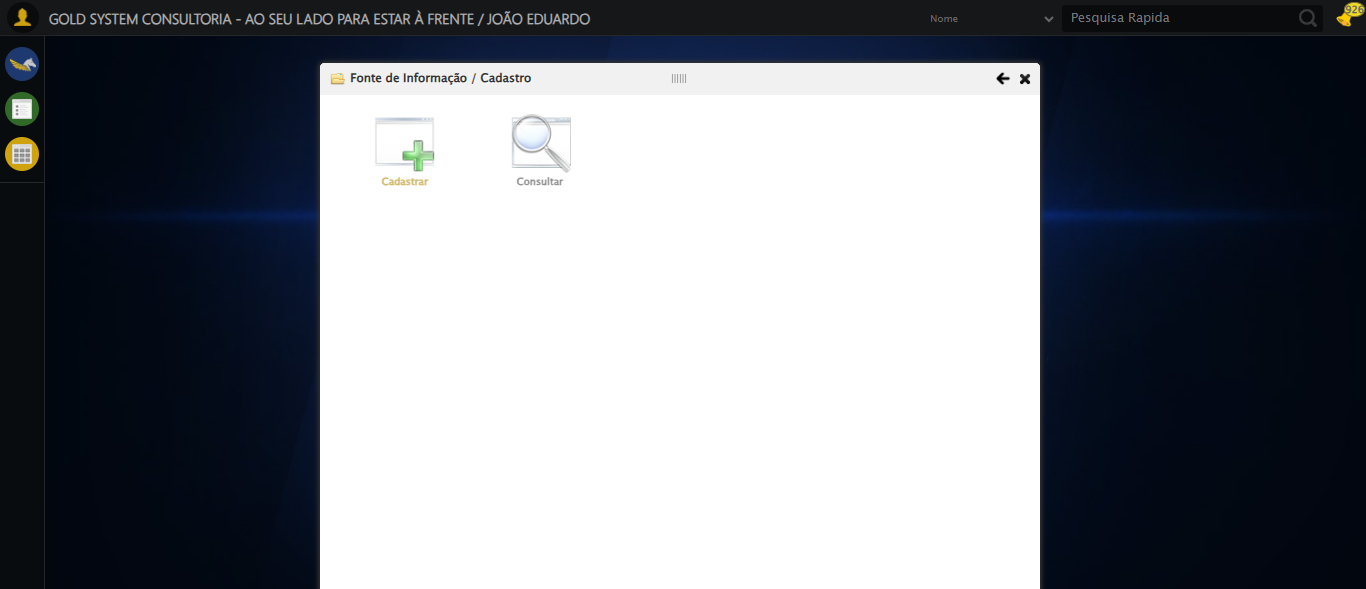 GOLD SYSTEM CONSULTORIA - AO SEU LADO PARA ESTAR À FRENTE / JOÃO EDUARDO
Nome
Pesquisa Rapida
926
Fonte de Informação / Cadastro
Cadastrar
Consultar